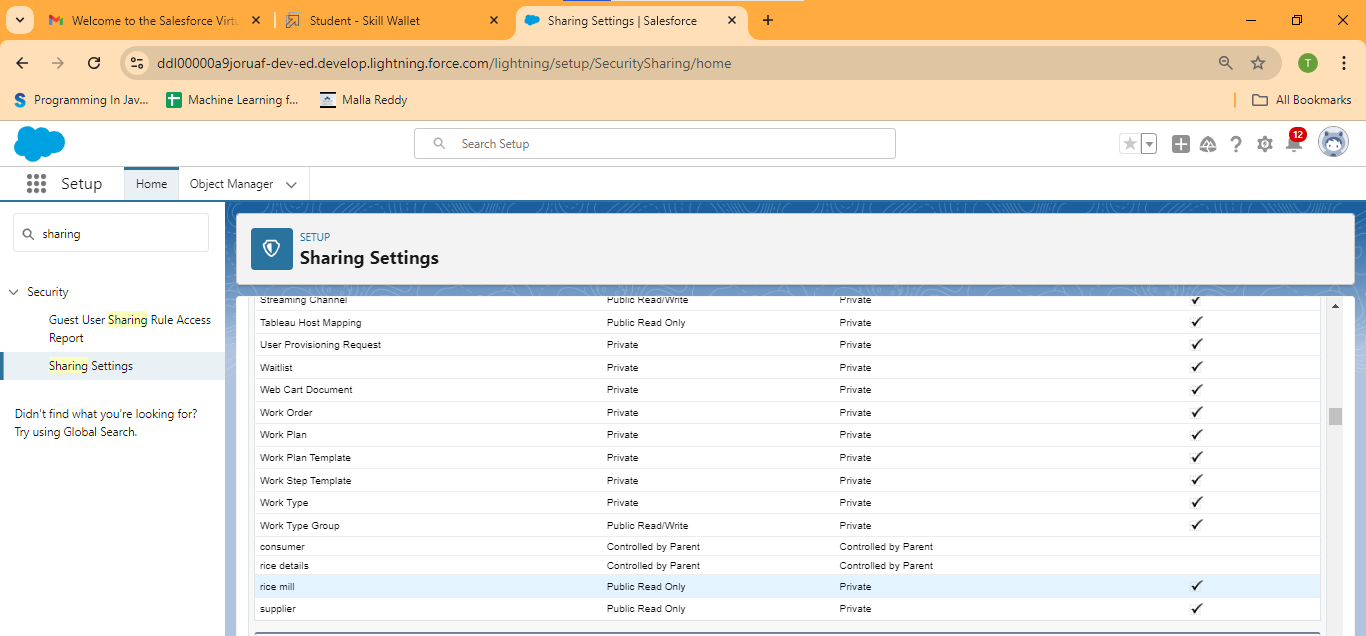 Welcome to the Salesforce Virtu
Student - Skill Wallet
Sharing Settings | Salesforce
ddl00000a9joruaf-dev-ed.develop.lightning.force.com/lightning/setup/SecuritySharing/home
T
Programming In Jav...
Machine Learning f...
Malla Reddy
All Bookmarks
Search Setup
12
Setup
Home
Object Manager
sharing
Security
Guest User Sharing Rule Access
Report
Sharing Settings
Didn't find what you're looking for?
Try using Global Search.
SETUP
Sharing Settings
Streaming Channel Public Read/Write Private
Tableau Host Mapping Public Read Only Private
User Provisioning Request Private Private
Waitlist Private Private
Web Cart Document Private Private
Work Order Private Private
Work Plan Private Private
Work Plan Template Private Private
Work Step Template Private Private
Work Type Private Private
Work Type Group Public Read/Write Private
consumer Controlled by Parent Controlled by Parent
rice details Controlled by Parent Controlled by Parent
rice mill Public Read Only Private
supplier Public Read Only Private